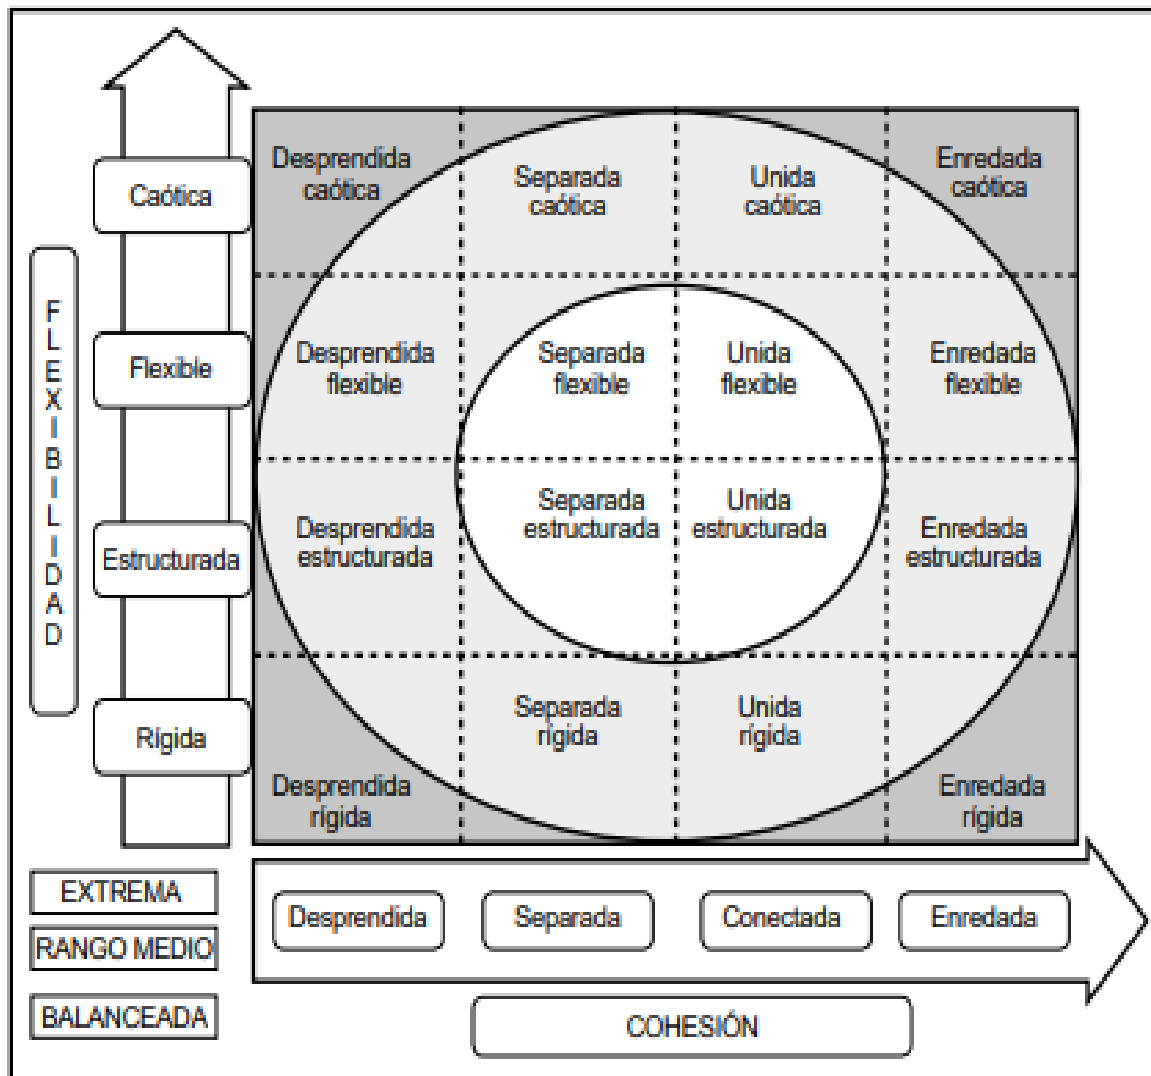 Desprendida
caótica
Separada
caótica
Unida
caótica
Enredada
caótica
Caótica
FLEXIBILIDAD
Flexible
Desprendida
flexible
Separada
flexible
Unida
flexible
Enredada
flexible
Estructurada
Desprendida
estructurada
Separada
estructurada
Unida
estructurada
Enredada
estructurada
Rígida
Separada
rígida
Unida
rígida
Desprendida
rígida
Enredada
rígida
EXTREMA
RANGO MEDIO
BALANCEADA
Desprendida
Separada
Conectada
Enredada
COHESIÓN